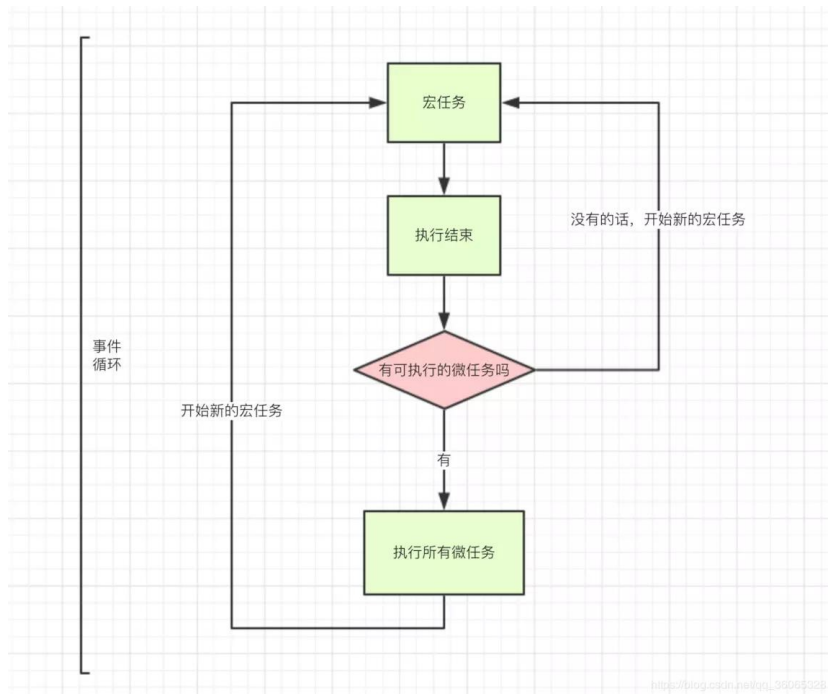 宏任务
执行结束
没有的话，开始新的宏任务
事件
循环
有可执行的微任务吗
开始新的宏任务
有
执行所有微任务